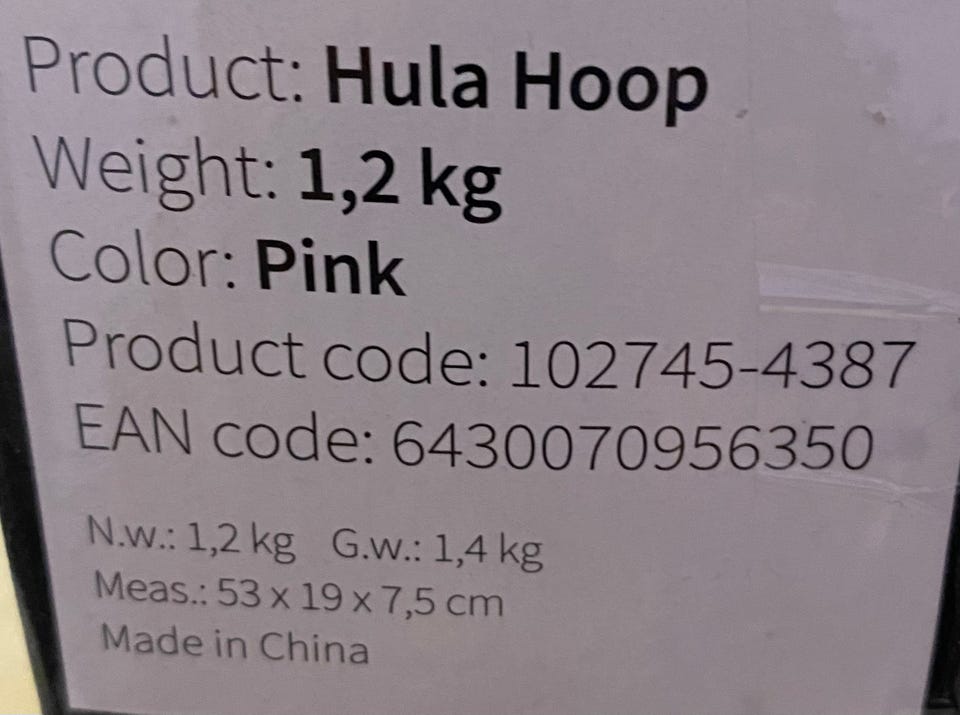 Product: Hula Hoop
Weight: 1,2 kg
Color: Pink
Product code: 102745-4387
EAN code: 6430070956350
N.w.: 1,2 kg G.w.: 1,4 kg
Meas.: 53 x 19 x 7,5 cm
Made in China